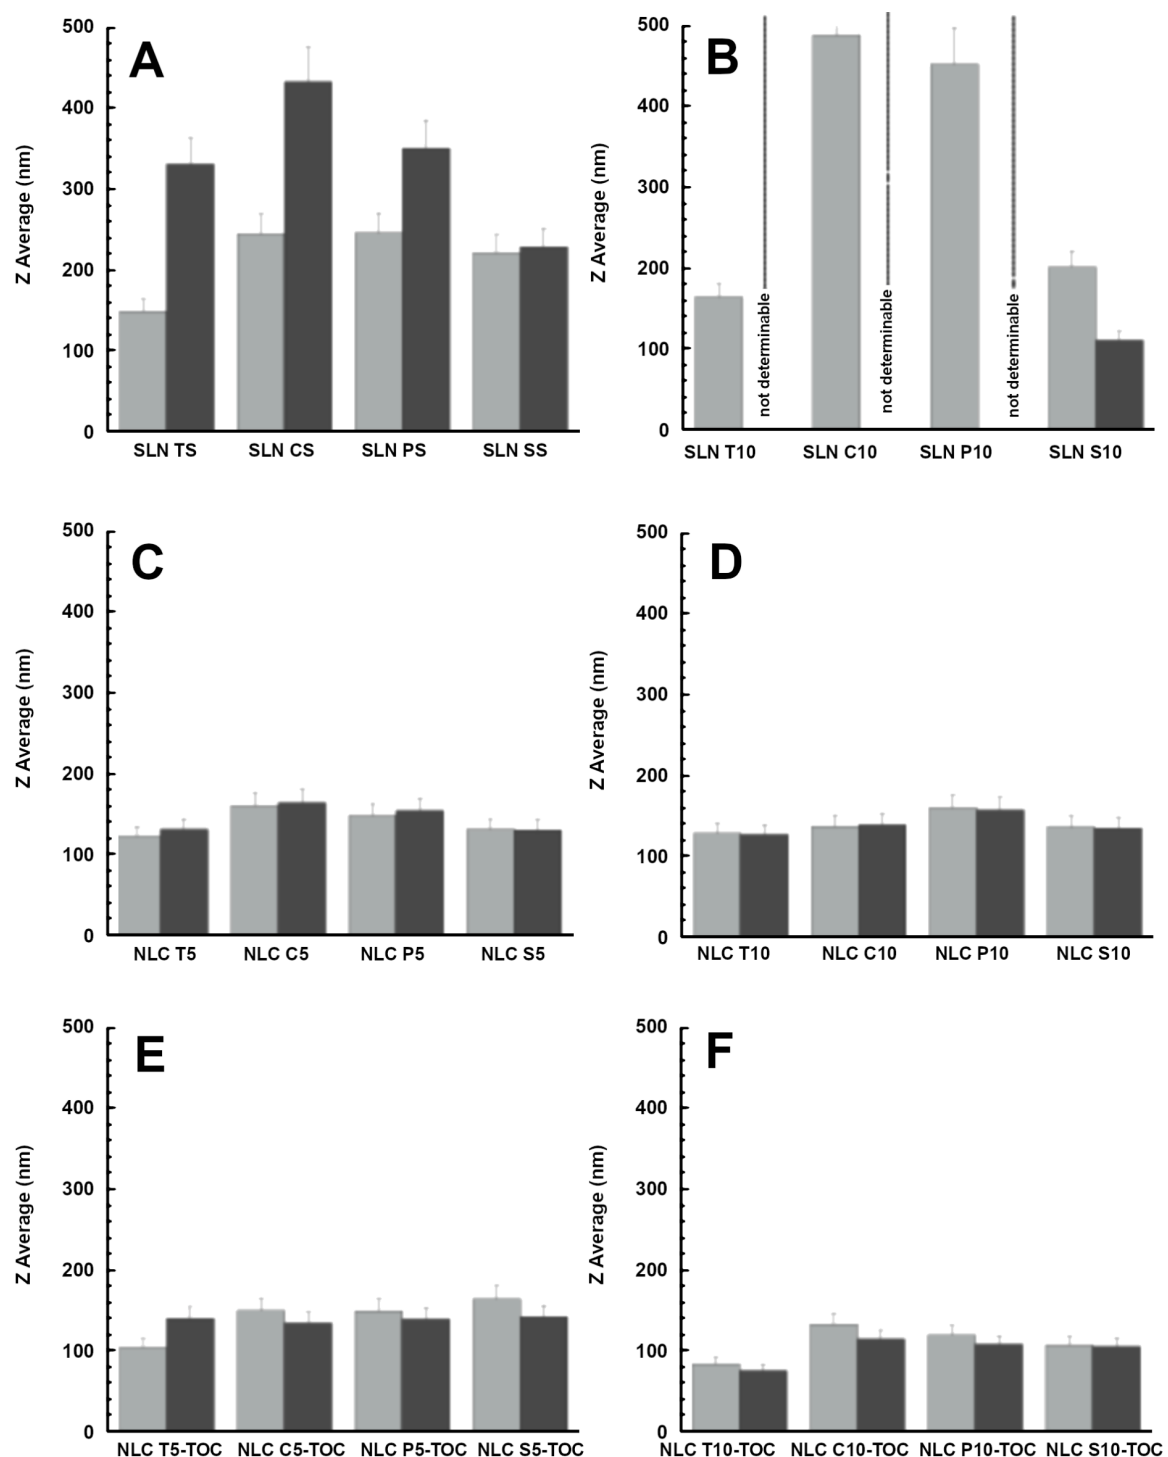 A
Z Average (nm)
500
400
300
200
100
0
SLN TS SLN CS SLN PS SLN SS
B
Z Average (nm)
500
400
300
200
100
0
not determinable
not determinable
not determinable
SLN T10 SLN C10 SLN P10 SLN S10
C
Z Average (nm)
500
400
300
200
100
0
NLC T5 NLC C5 NLC P5 NLC S5
D
Z Average (nm)
500
400
300
200
100
0
NLC T10 NLC C10 NLC P10 NLC S10
E
Z Average (nm)
500
400
300
200
100
0
NLC T5-TOC NLC C5-TOC NLC P5-TOC NLC S5-TOC
F
Z Average (nm)
500
400
300
200
100
0
NLC T10-TOC NLC C10-TOC NLC P10-TOC NLC S10-TOC